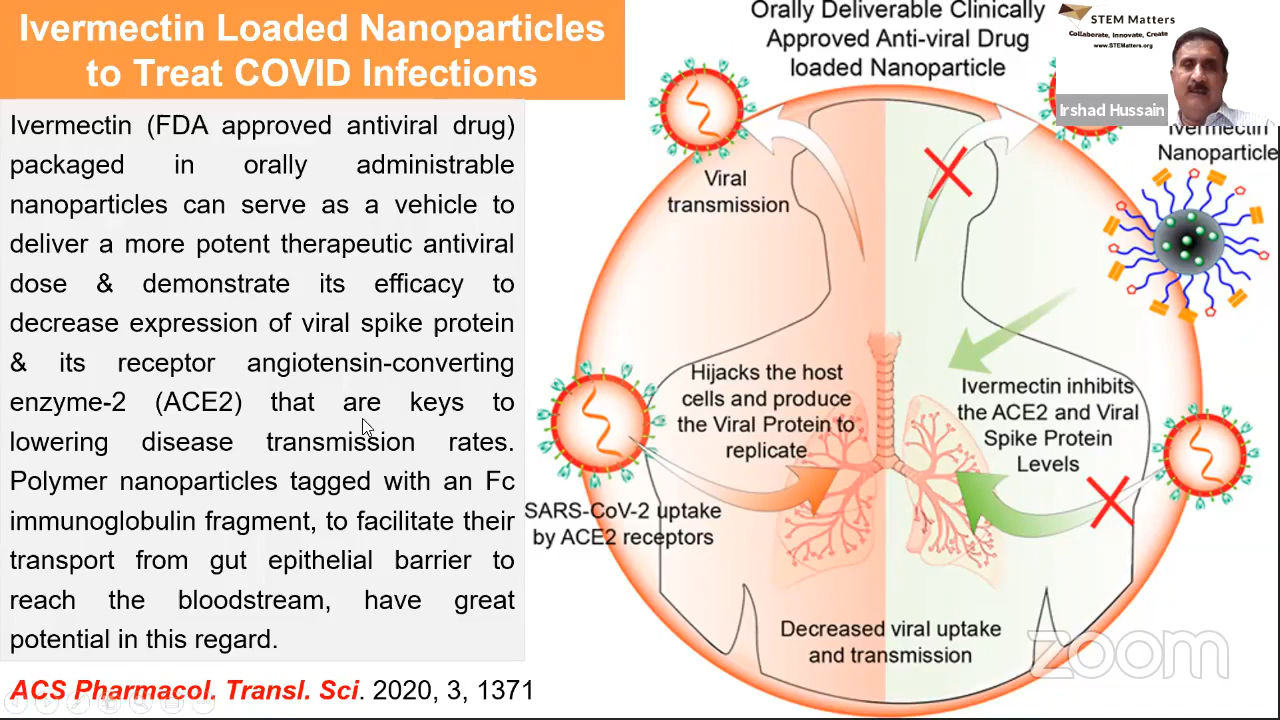 Ivermectin Loaded Nanoparticles
to Treat COVID Infections
Ivermectin (FDA approved antiviral drug)
packaged in orally administrable
nanoparticles can serve as a vehicle to
deliver a more potent therapeutic antiviral
dose & demonstrate its efficacy to
decrease expression of viral spike protein
& its receptor angiotensin-converting
enzyme-2 (ACE2) that are keys to
lowering disease transmission rates.
Polymer nanoparticles tagged with an Fc
immunoglobulin fragment, to facilitate their
transport from gut epithelial barrier to
reach the bloodstream, have great
potential in this regard.
ACS Pharmacol. Transl. Sci. 2020, 3, 1371
Orally Deliverable Clinically
Approved Anti-viral Drug
loaded Nanoparticle
STEM Matters
Collaborate, Innovate, Create
www.STEMatters.org
Irshad Hussain
Ivermectin
Nanoparticle
Viral
transmission
Hijacks the host
cells and produce
the Viral Protein to
replicate
Ivermectin inhibits
the ACE2 and Viral
Spike Protein
Levels
SARS-CoV-2 uptake
by ACE2 receptors
Decreased viral uptake
and transmission
zoom